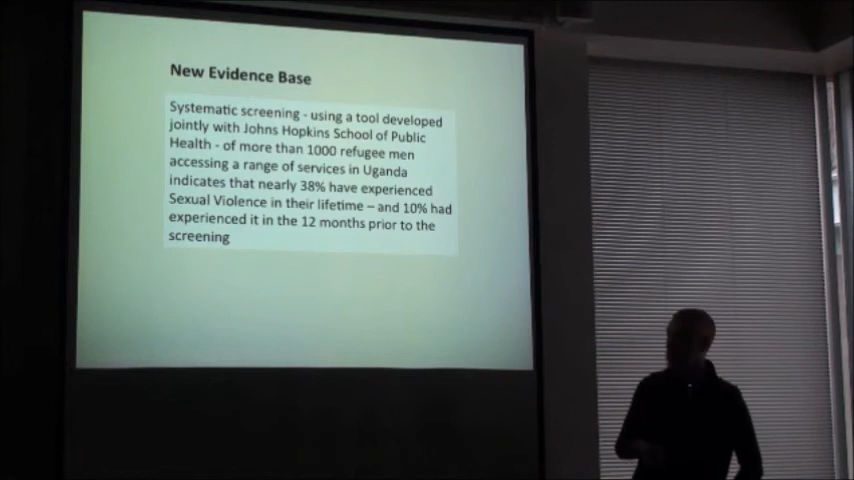 New Evidence Base
Systematic screening - using a tool developed
jointly with Johns Hopkins School of Public
Health - of more than 1000 refugee men
accessing a range of services in Uganda
indicates that nearly 38% have experienced
Sexual Violence in their lifetime – and 10% had
experienced it in the 12 months prior to the
screening